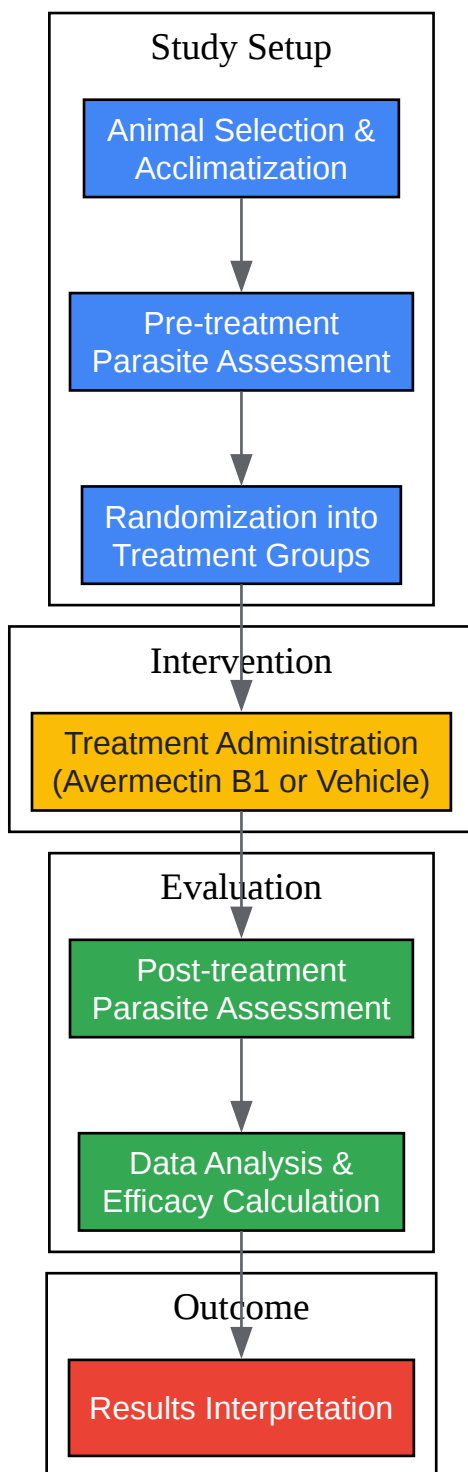 Study Setup
Animal Selection &
Acclimatization
Pre-treatment
Parasite Assessment
Randomization into
Treatment Groups
Intervention
Treatment Administration
(Avermectin B1 or Vehicle)
Evaluation
Post-treatment
Parasite Assessment
Data Analysis &
Efficacy Calculation
Outcome
Results Interpretation